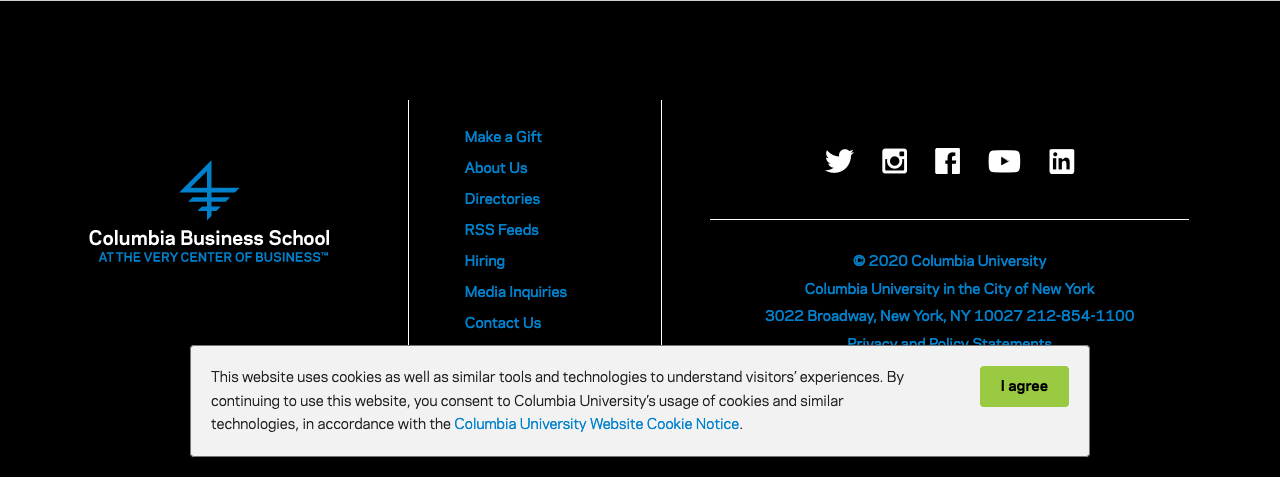 Columbia Business School
AT THE VERY CENTER OF BUSINESS™
Make a Gift
About Us
Directories
RSS Feeds
Hiring
Media Inquiries
Contact Us
© 2020 Columbia University
Columbia University in the City of New York
3022 Broadway, New York, NY 10027 212-854-1100
Privacy and Policy Statements
This website uses cookies as well as similar tools and technologies to understand visitors' experiences. By
continuing to use this website, you consent to Columbia University's usage of cookies and similar
technologies, in accordance with the Columbia University Website Cookie Notice.
I agree